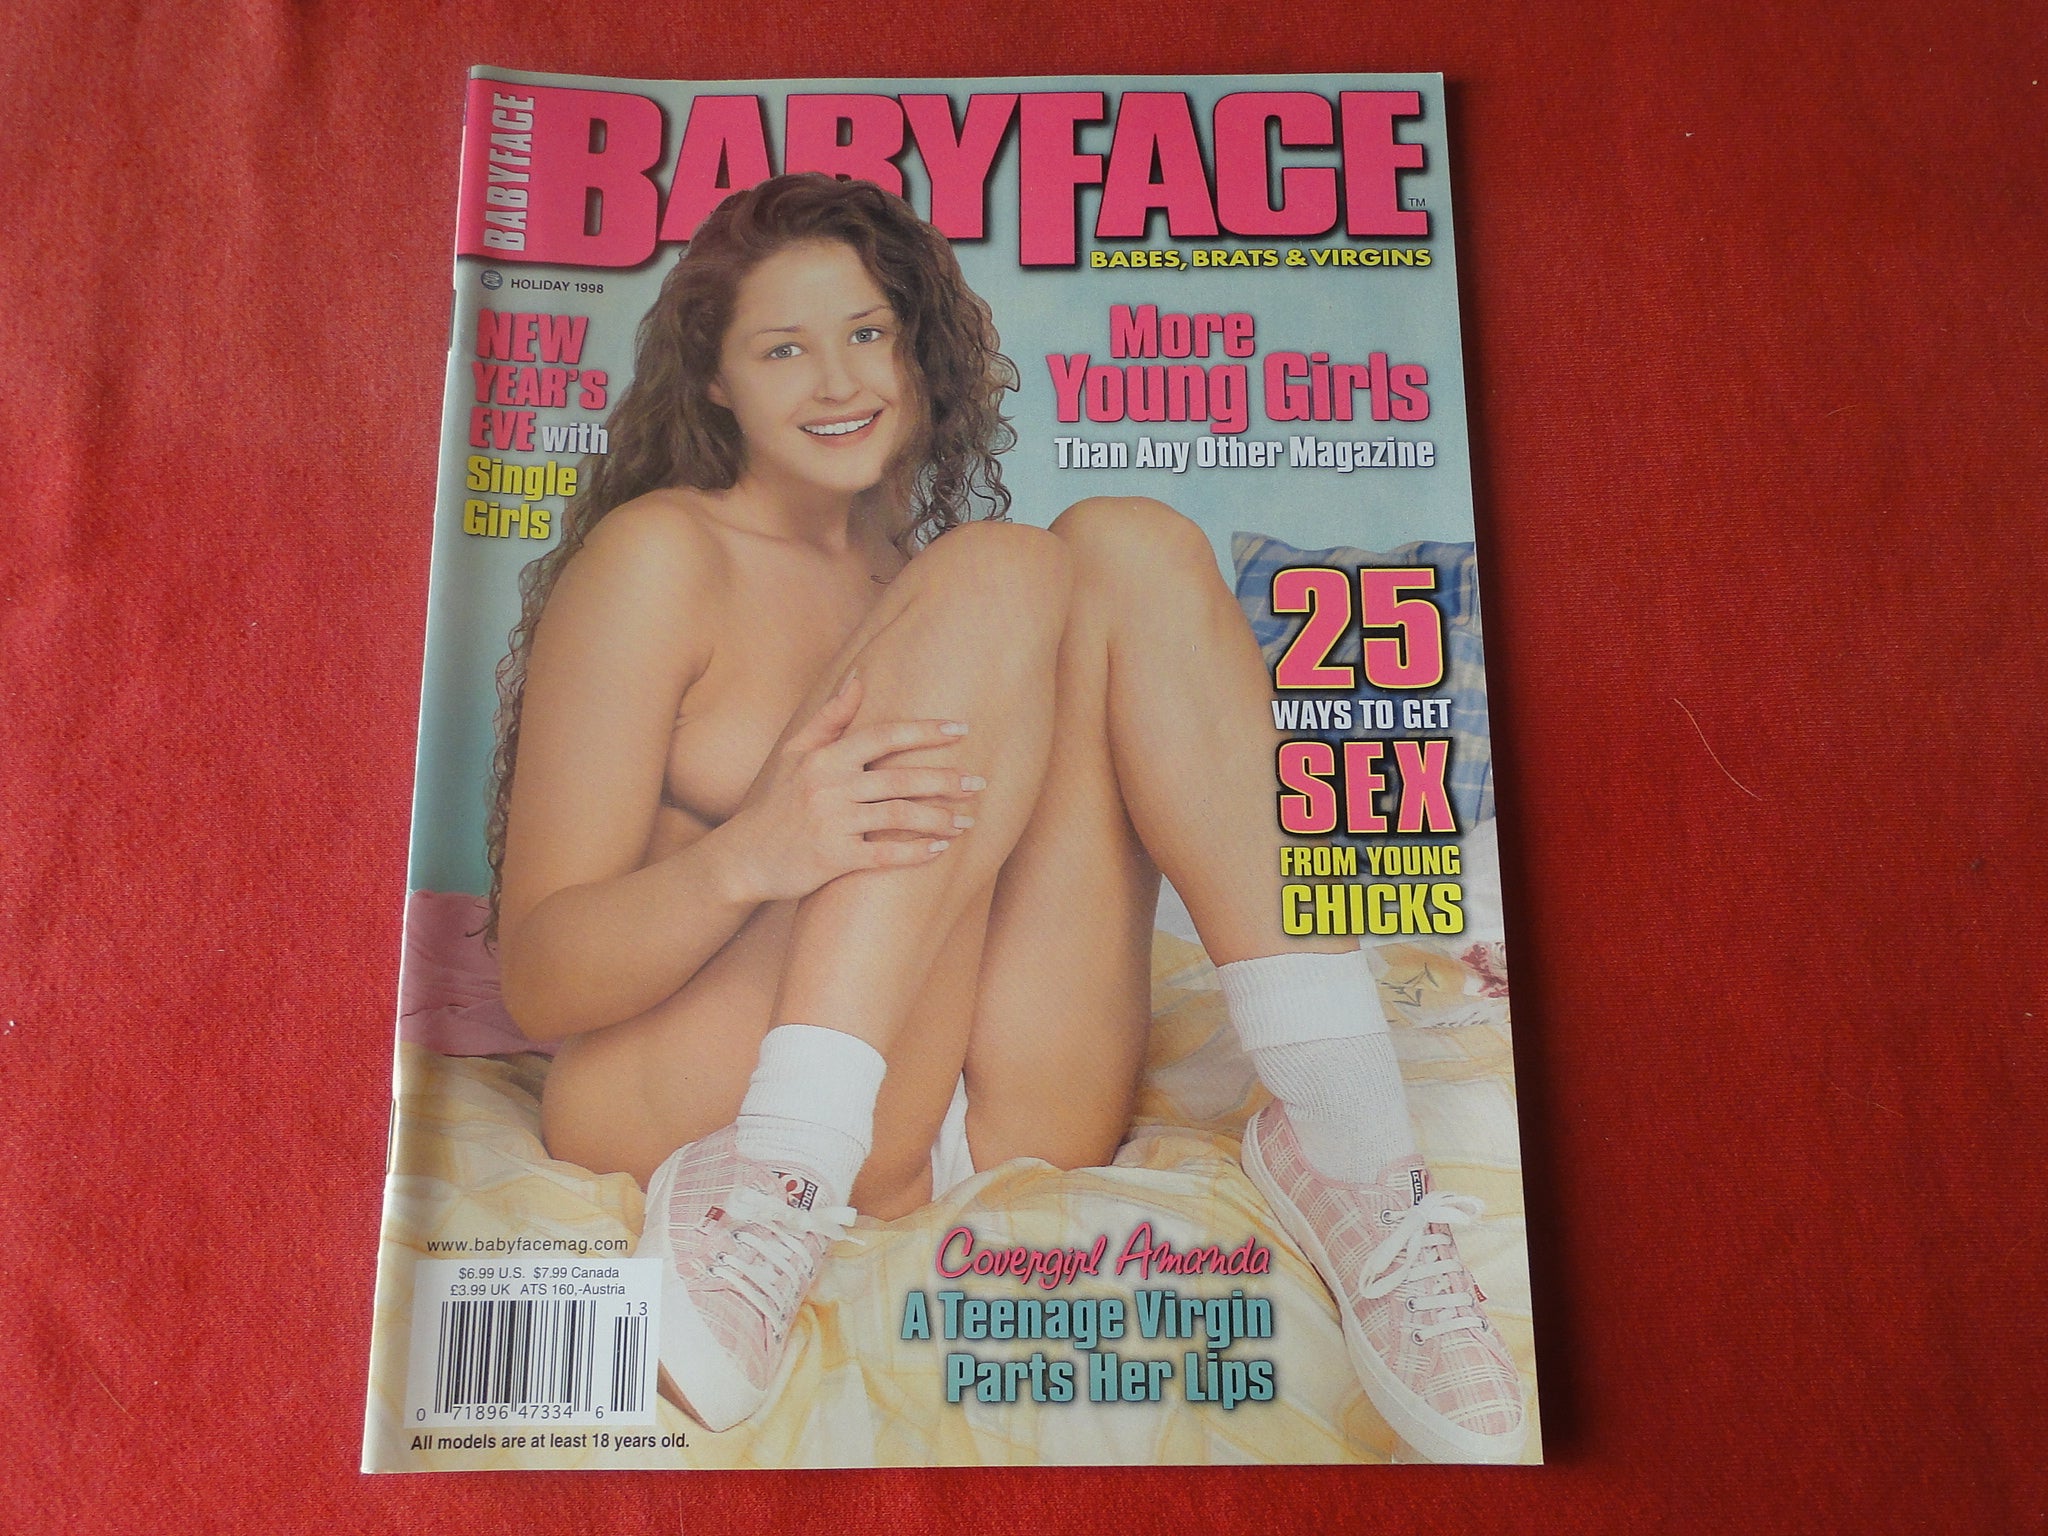 BABYFACE
BABYFACE™
BABES, BRATS & VIRGINS
HOLIDAY 1998
NEW
YEAR'S
EVE with
Single
Girls
More
Young Girls
Than Any Other Magazine
25
WAYS TO GET
SEX
FROM YOUNG
CHICKS
Covergirl Amanda
A Teenage Virgin
Parts Her Lips
www.babyfacemag.com
$6.99 U.S. $7.99 Canada
£3.99 UK ATS 160,-Austria
13
0 71896 47334 6
All models are at least 18 years old.